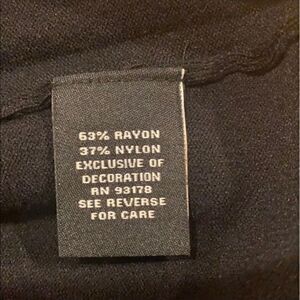 63% RAYON
37% NYLON
EXCLUSIVE OF
DECORATION
RN 93178
SEE REVERSE
FOR CARE